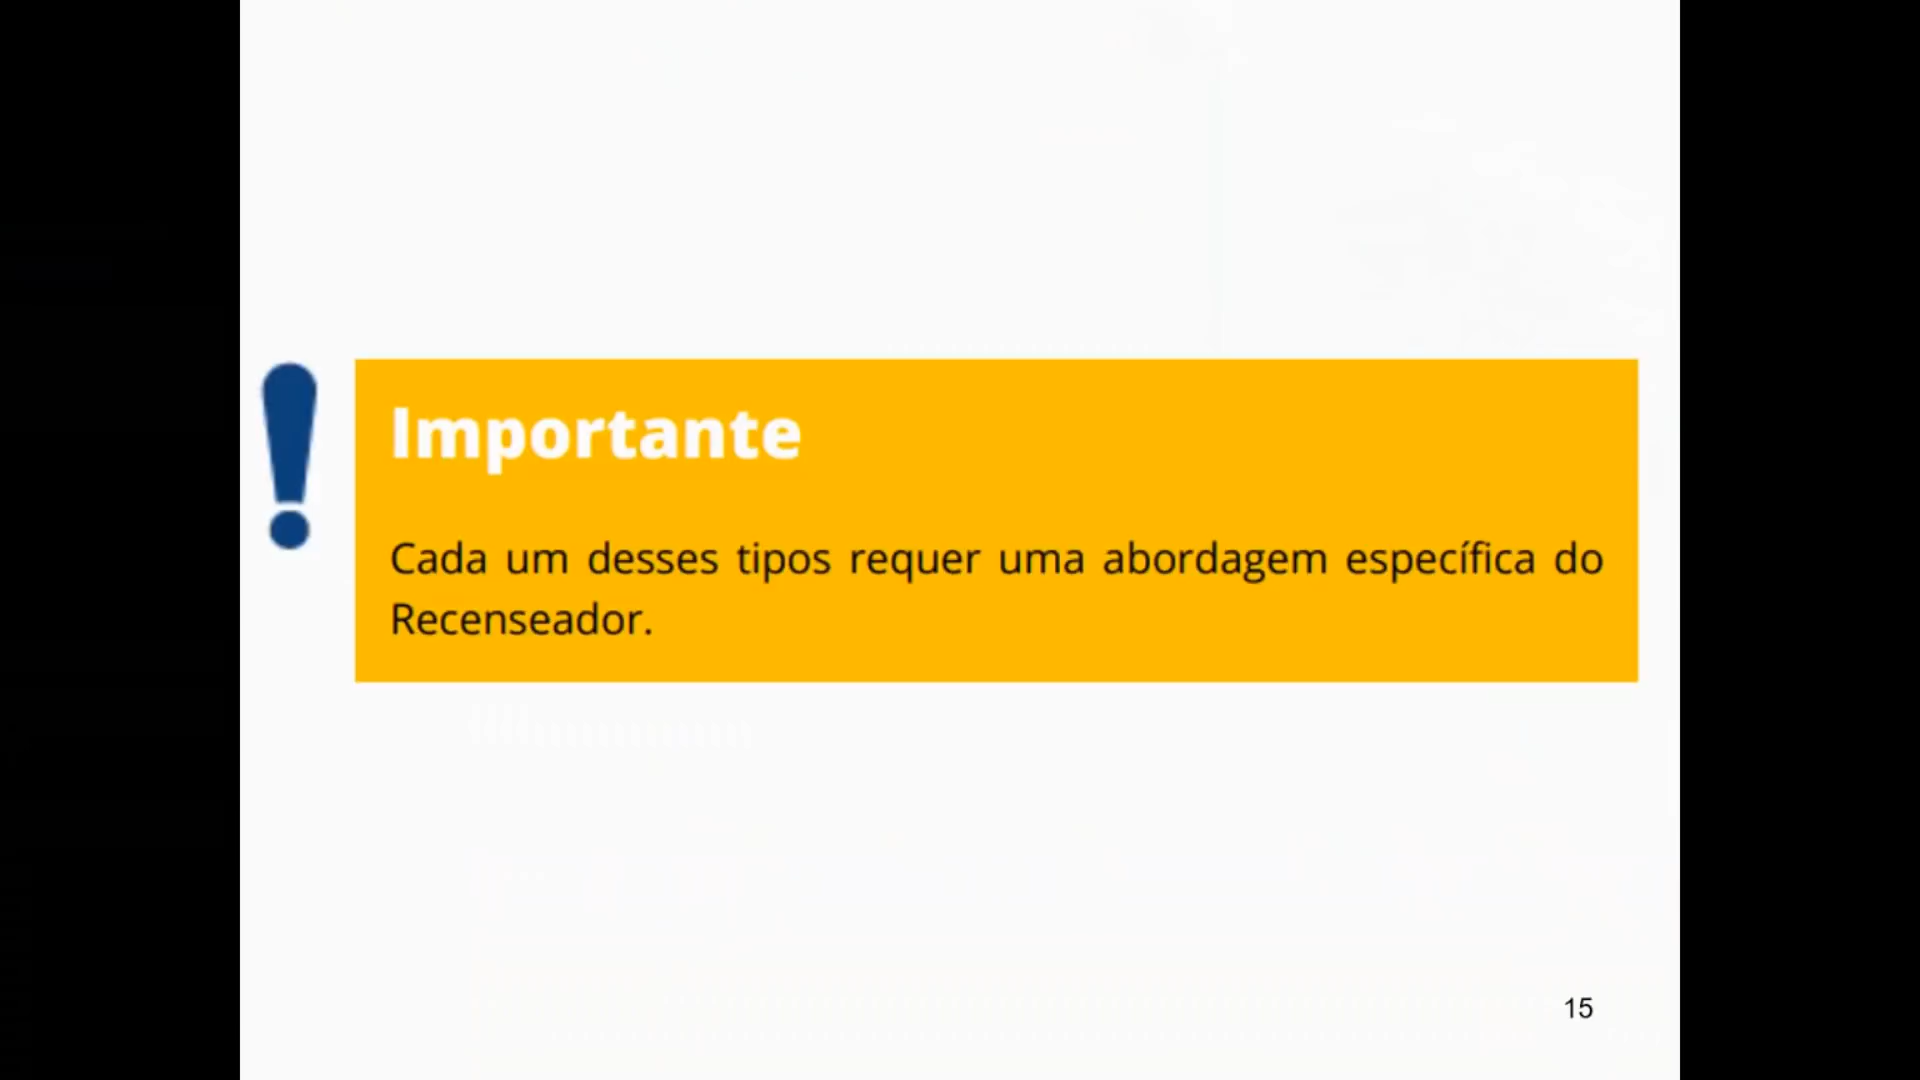 Importante
Cada um desses tipos requer uma abordagem específica do
Recenseador.
15